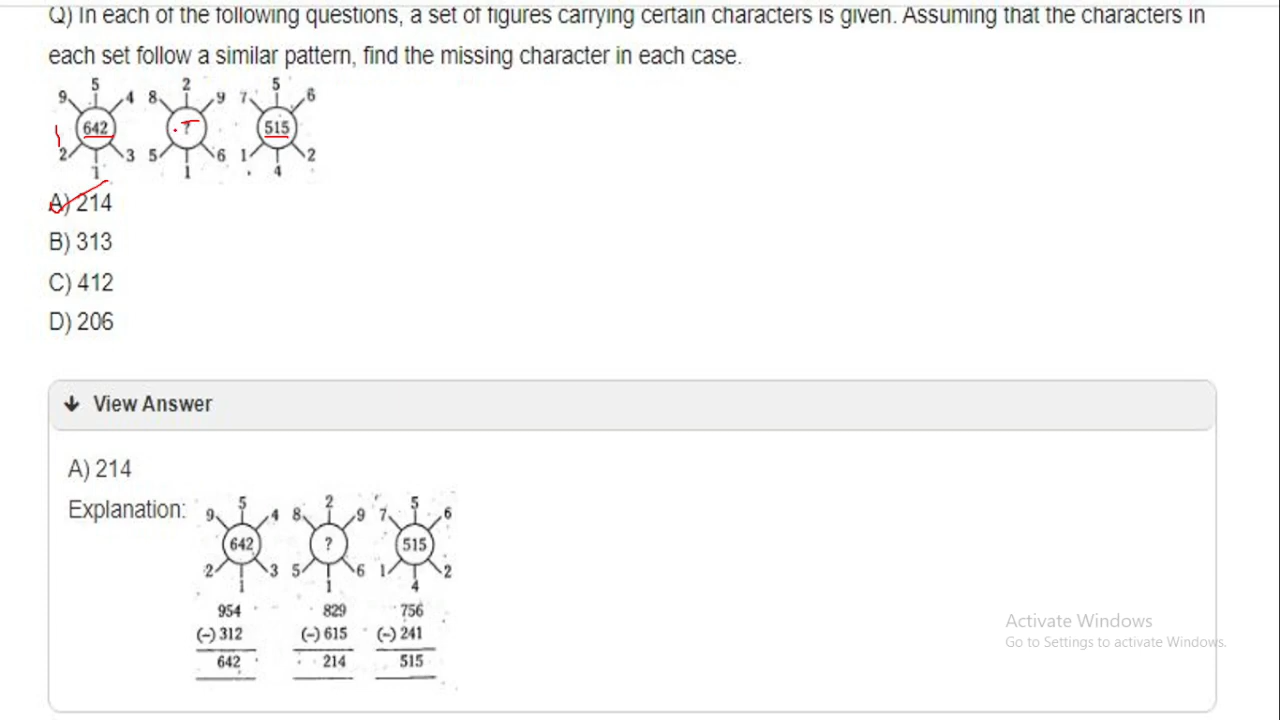 Q) In each of the following questions, a set of figures carrying certain characters is given. Assuming that the characters in
each set follow a similar pattern, find the missing character in each case.
5 2 5
9 4 8 9 7 6
642 ? 515
2 3 5 6 1 2
1 1 4
A) 214
B) 313
C) 412
D) 206
View Answer
A) 214
Explanation:
5 2 5
9 4 8 9 7 6
642 ? 515
2 3 5 6 1 2
1 1 4
954 829 756
(-) 312 (-) 615 (-) 241
642 214 515
Activate Windows
Go to Settings to activate Windows.